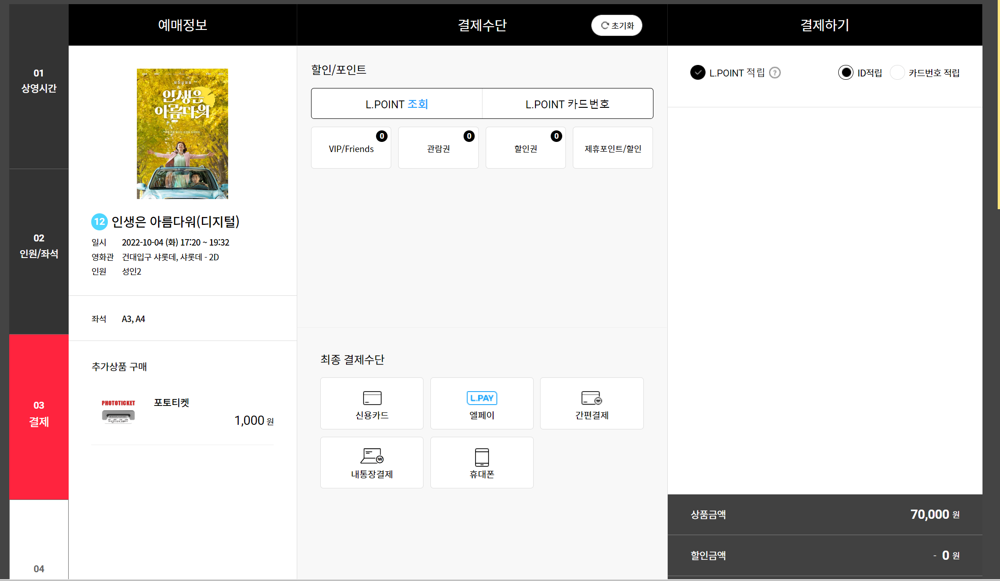 01
상영시간
02
인원/좌석
03
결제
04
예매정보
인생은
아름다워
12 인생은 아름다워(디지털)
일시 2022-10-04 (화) 17:20 ~ 19:32
영화관 건대입구 샤롯데, 샤롯데 - 2D
인원 성인2
좌석 A3, A4
추가상품 구매
PHOTOTICKET
포토티켓
1,000 원
결제수단
초기화
할인/포인트
L.POINT 조회
L.POINT 카드번호
VIP/Friends 0
관람권 0
할인권 0
제휴포인트/할인
최종 결제수단
신용카드
L.PAY
엘페이
간편결제
내통장결제
휴대폰
결제하기
L.POINT 적립 ?
ID적립
카드번호 적립
상품금액 70,000 원
할인금액 - 0 원